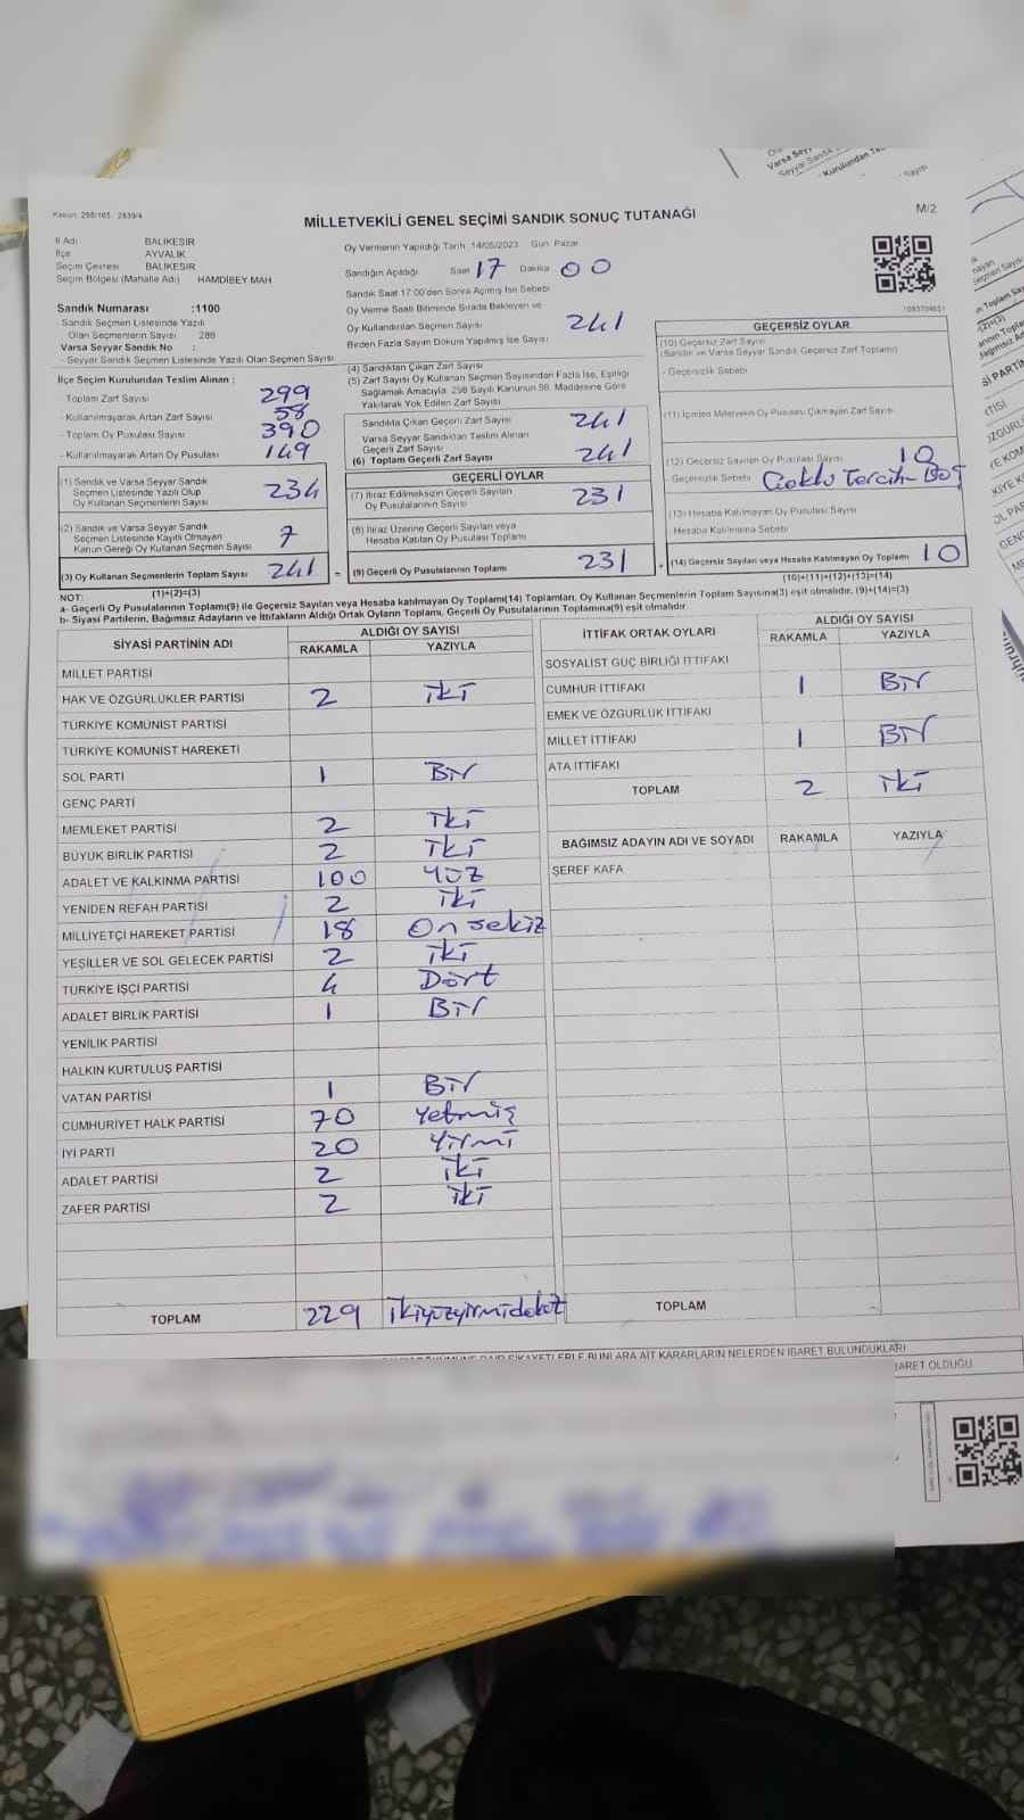 Kanun: 298/105 2839/4
MİLLETVEKİLİ GENEL SEÇİMİ SANDIK SONUÇ TUTANAĞI
M/2
İl Adı BALIKESİR
İlçe AYVALIK
Seçim Çevresi BALIKESİR
Seçim Bölgesi (Mahalle Adı) HAMDİBEY MAH
Sandık Numarası :1100
Sandık Seçmen Listesinde Yazılı
Olan Seçmenlerin Sayısı 288
Varsa Seyyar Sandık No :
- Seyyar Sandık Seçmen Listesinde Yazılı Olan Seçmen Sayısı
İlçe Seçim Kurulundan Teslim Alınan :
- Toplam Zarf Sayısı 299
- Kullanılmayarak Artan Zarf Sayısı 58
- Toplam Oy Pusulası Sayısı 390
- Kullanılmayarak Artan Oy Pusulası 149
(1) Sandık ve Varsa Seyyar Sandık
Seçmen Listesinde Yazılı Olup
Oy Kullanan Seçmenlerin Sayısı 234
(2) Sandık ve Varsa Seyyar Sandık
Seçmen Listesinde Kayıtlı Olmayan
Kanun Gereği Oy Kullanan Seçmen Sayısı 7
(3) Oy Kullanan Seçmenlerin Toplam Sayısı 241 =
(1)+(2)=(3)
Oy Vermenin Yapıldığı Tarih 14/05/2023 Gün Pazar
Sandığın Açıldığı Saat 17 Dakika 00
Sandık Saat 17:00'den Sonra Açılmış İse Sebebi
Oy Verme Saati Bitiminde Sırada Bekleyen ve
Oy Kullandırılan Seçmen Sayısı
241
Birden Fazla Sayım Döküm Yapılmış İse Sayısı
(4) Sandıktan Çıkan Zarf Sayısı
(5) Zarf Sayısı Oy Kullanan Seçmen Sayısından Fazla İse, Eşitliği
Sağlamak Amacıyla, 298 Sayılı Kanunun 98. Maddesine Göre
Yakılarak Yok Edilen Zarf Sayısı
Sandıkta Çıkan Geçerli Zarf Sayısı 241
Varsa Seyyar Sandıktan Teslim Alınan
Geçerli Zarf Sayısı
(6) Toplam Geçerli Zarf Sayısı 241
GEÇERLİ OYLAR
(7) İtiraz Edilmeksizin Geçerli Sayılan
Oy Pusulalarının Sayısı 231
(8) İtiraz Üzerine Geçerli Sayılan veya
Hesaba Katılan Oy Pusulası Toplamı
(9) Geçerli Oy Pusulalarının Toplamı 231 +
GEÇERSİZ OYLAR
(10) Geçersiz Zarf Sayısı
(Sandık ve Varsa Seyyar Sandık Geçersiz Zarf Toplamı)
- Geçersizlik Sebebi
(11) İçinden Milletvekili Oy Pusulası Çıkmayan Zarf Sayısı
(12) Geçersiz Sayılan Oy Pusulası Sayısı 10
Geçersizlik Sebebi Çoklu Tercih - Boş
(13) Hesaba Katılmayan Oy Pusulası Sayısı
Hesaba Katılmama Sebebi
(14) Geçersiz Sayılan veya Hesaba Katılmayan Oy Toplamı 10
(10)+(11)+(12)+(13)=(14)
NOT:
a- Geçerli Oy Pusulalarının Toplamı(9) ile Geçersiz Sayılan veya Hesaba katılmayan Oy Toplamı(14) Toplamları, Oy Kullanan Seçmenlerin Toplam Sayısına(3) eşit olmalıdır. (9)+(14)=(3)
b- Siyasi Partilerin, Bağımsız Adayların ve İttifakların Aldığı Ortak Oyların Toplamı, Geçerli Oy Pusulalarının Toplamına(9) eşit olmalıdır.
SİYASİ PARTİNİN ADI ALDIĞI OY SAYISI
RAKAMLA YAZIYLA
MİLLET PARTİSİ
HAK VE ÖZGÜRLÜKLER PARTİSİ 2 iki
TÜRKİYE KOMÜNİST PARTİSİ
TÜRKİYE KOMÜNİST HAREKETİ
SOL PARTİ 1 Bir
GENÇ PARTİ
MEMLEKET PARTİSİ 2 iki
BÜYÜK BİRLİK PARTİSİ 2 iki
ADALET VE KALKINMA PARTİSİ 100 Yüz
YENİDEN REFAH PARTİSİ 2 iki
MİLLİYETÇİ HAREKET PARTİSİ 18 Onsekiz
YEŞİLLER VE SOL GELECEK PARTİSİ 2 iki
TÜRKİYE İŞÇİ PARTİSİ 4 Dört
ADALET BİRLİK PARTİSİ 1 Bir
YENİLİK PARTİSİ
HALKIN KURTULUŞ PARTİSİ
VATAN PARTİSİ 1 Bir
CUMHURİYET HALK PARTİSİ 70 Yetmiş
İYİ PARTİ 20 Yirmi
ADALET PARTİSİ 2 iki
ZAFER PARTİSİ 2 iki
TOPLAM 229 ikiyüzyirmidokuz
İTTİFAK ORTAK OYLARI ALDIĞI OY SAYISI
RAKAMLA YAZIYLA
SOSYALİST GÜÇ BİRLİĞİ İTTİFAKI
CUMHUR İTTİFAKI 1 Bir
EMEK VE ÖZGÜRLÜK İTTİFAKI
MİLLET İTTİFAKI 1 Bir
ATA İTTİFAKI
TOPLAM 2 iki
BAĞIMSIZ ADAYIN ADI VE SOYADI RAKAMLA YAZIYLA
ŞEREF KAFA
TOPLAM
AİT KARARLARIN NELERDEN İBARET BULUNDUKLARI
İBARET OLDUĞU